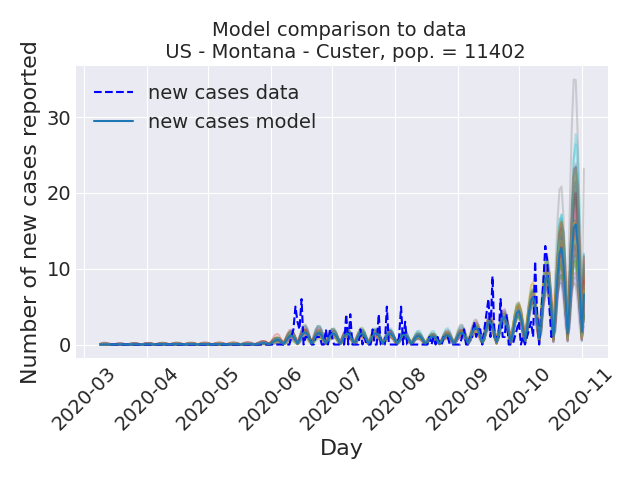 Model comparison to data
US - Montana - Custer, pop. = 11402
Number of new cases reported
new cases data
new cases model
30
20
10
0
2020-03
2020-04
2020-05
2020-06
2020-07
2020-08
2020-09
2020-10
2020-11
Day